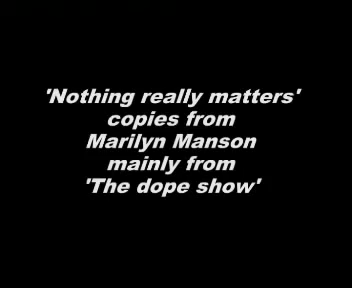 'Nothing really matters'
copies from
Marilyn Manson
mainly from
'The dope show'